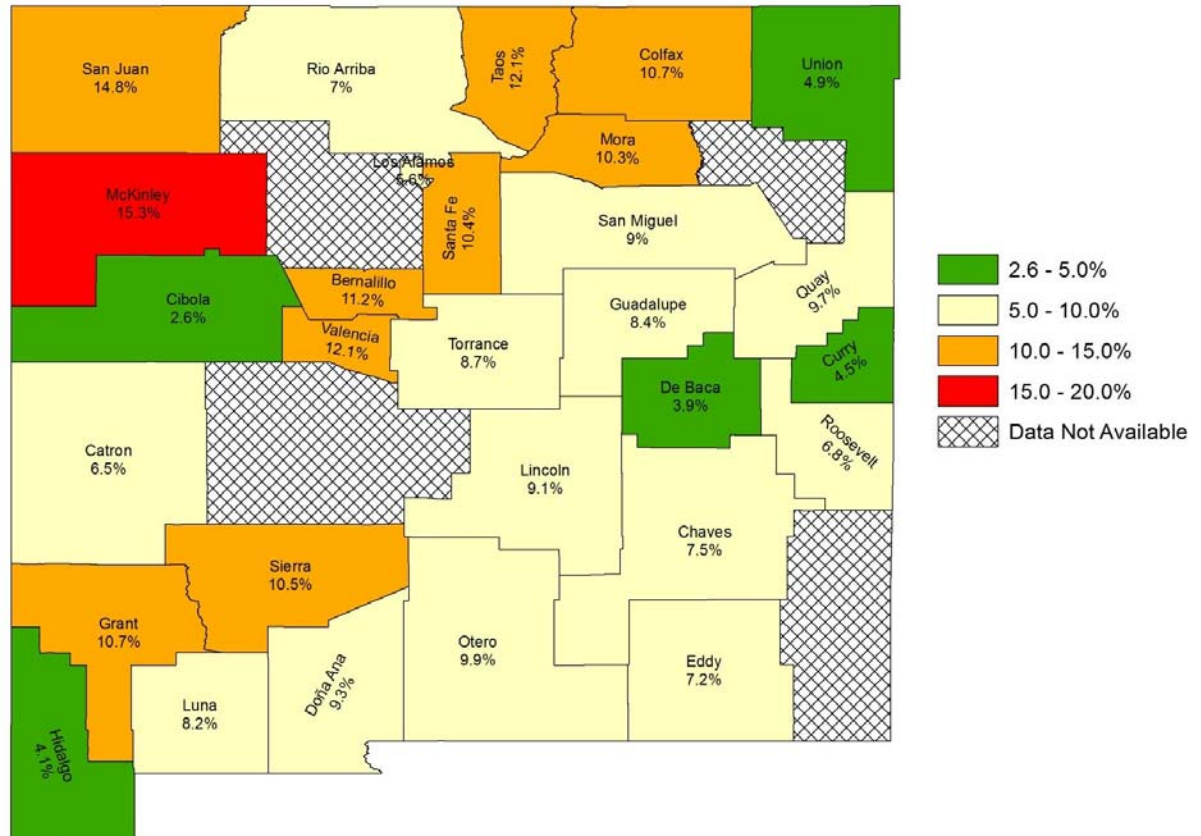 San Juan
14.8%
Rio Arriba
7%
Taos
12.1%
Colfax
10.7%
Union
4.9%
Mora
10.3%
Los Alamos
5.6%
McKinley
15.3%
Santa Fe
10.4%
San Miguel
9%
Quay
9.7%
Bernalillo
11.2%
Cibola
2.6%
Valencia
12.1%
Guadalupe
8.4%
Torrance
8.7%
Curry
4.5%
De Baca
3.9%
Roosevelt
6.8%
Catron
6.5%
Lincoln
9.1%
Chaves
7.5%
Sierra
10.5%
Grant
10.7%
Otero
9.9%
Eddy
7.2%
Doña Ana
9.3%
Luna
8.2%
Hidalgo
4.1%
2.6 - 5.0%
5.0 - 10.0%
10.0 - 15.0%
15.0 - 20.0%
Data Not Available